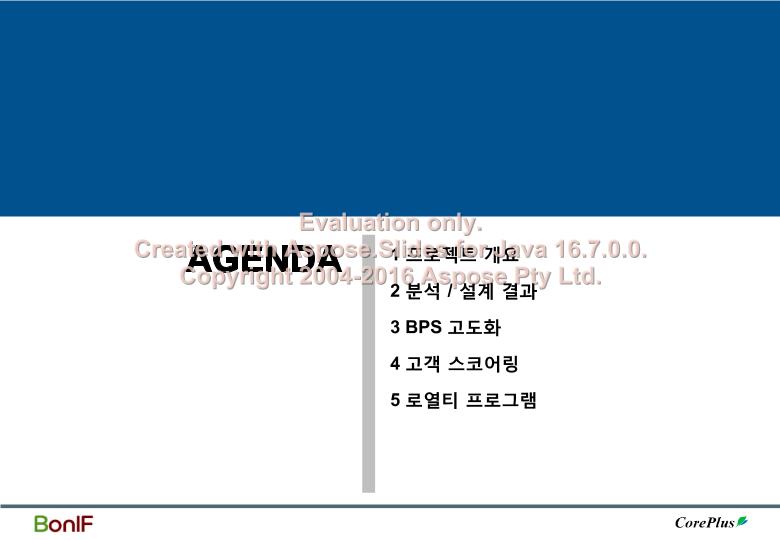 Evaluation only.
Created with Aspose.Slides for Java 16.7.0.0.
Copyright 2004-2016 Aspose Pty Ltd.
AGENDA
1 프로젝트 개요
2 분석 / 설계 결과
3 BPS 고도화
4 고객 스코어링
5 로열티 프로그램
BonIF
CorePlus